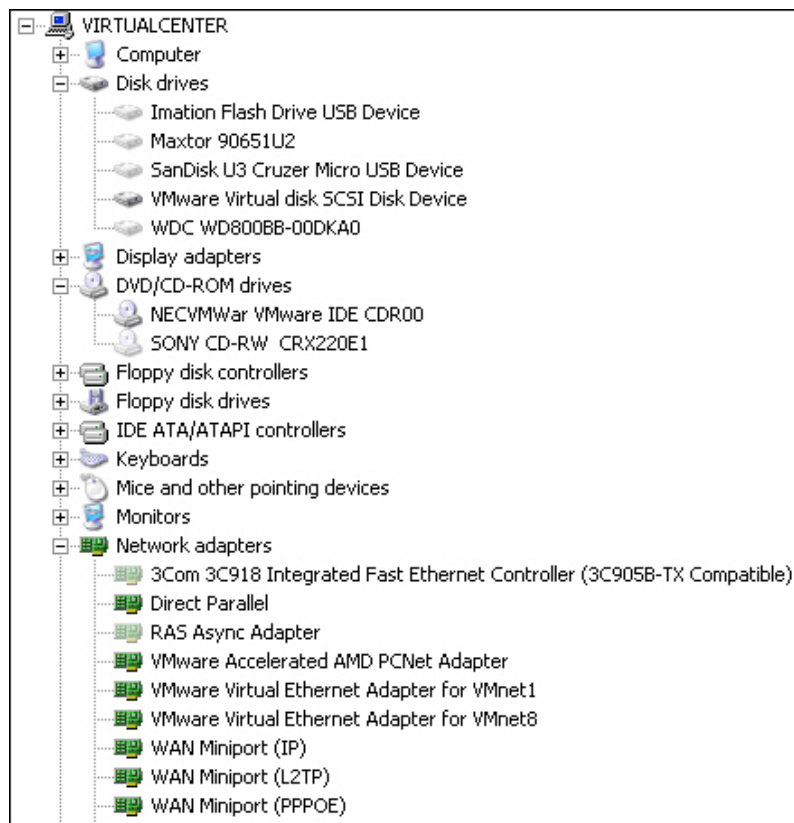 VIRTUALCENTER
Computer
Disk drives
Imation Flash Drive USB Device
Maxtor 90651U2
SanDisk U3 Cruzer Micro USB Device
VMware Virtual disk SCSI Disk Device
WDC WD800BB-00DKA0
Display adapters
DVD/CD-ROM drives
NECVMWar VMware IDE CDR00
SONY CD-RW  CRX220E1
Floppy disk controllers
Floppy disk drives
IDE ATA/ATAPI controllers
Keyboards
Mice and other pointing devices
Monitors
Network adapters
3Com 3C918 Integrated Fast Ethernet Controller (3C905B-TX Compatible)
Direct Parallel
RAS Async Adapter
VMware Accelerated AMD PCNet Adapter
VMware Virtual Ethernet Adapter for VMnet1
VMware Virtual Ethernet Adapter for VMnet8
WAN Miniport (IP)
WAN Miniport (L2TP)
WAN Miniport (PPPOE)